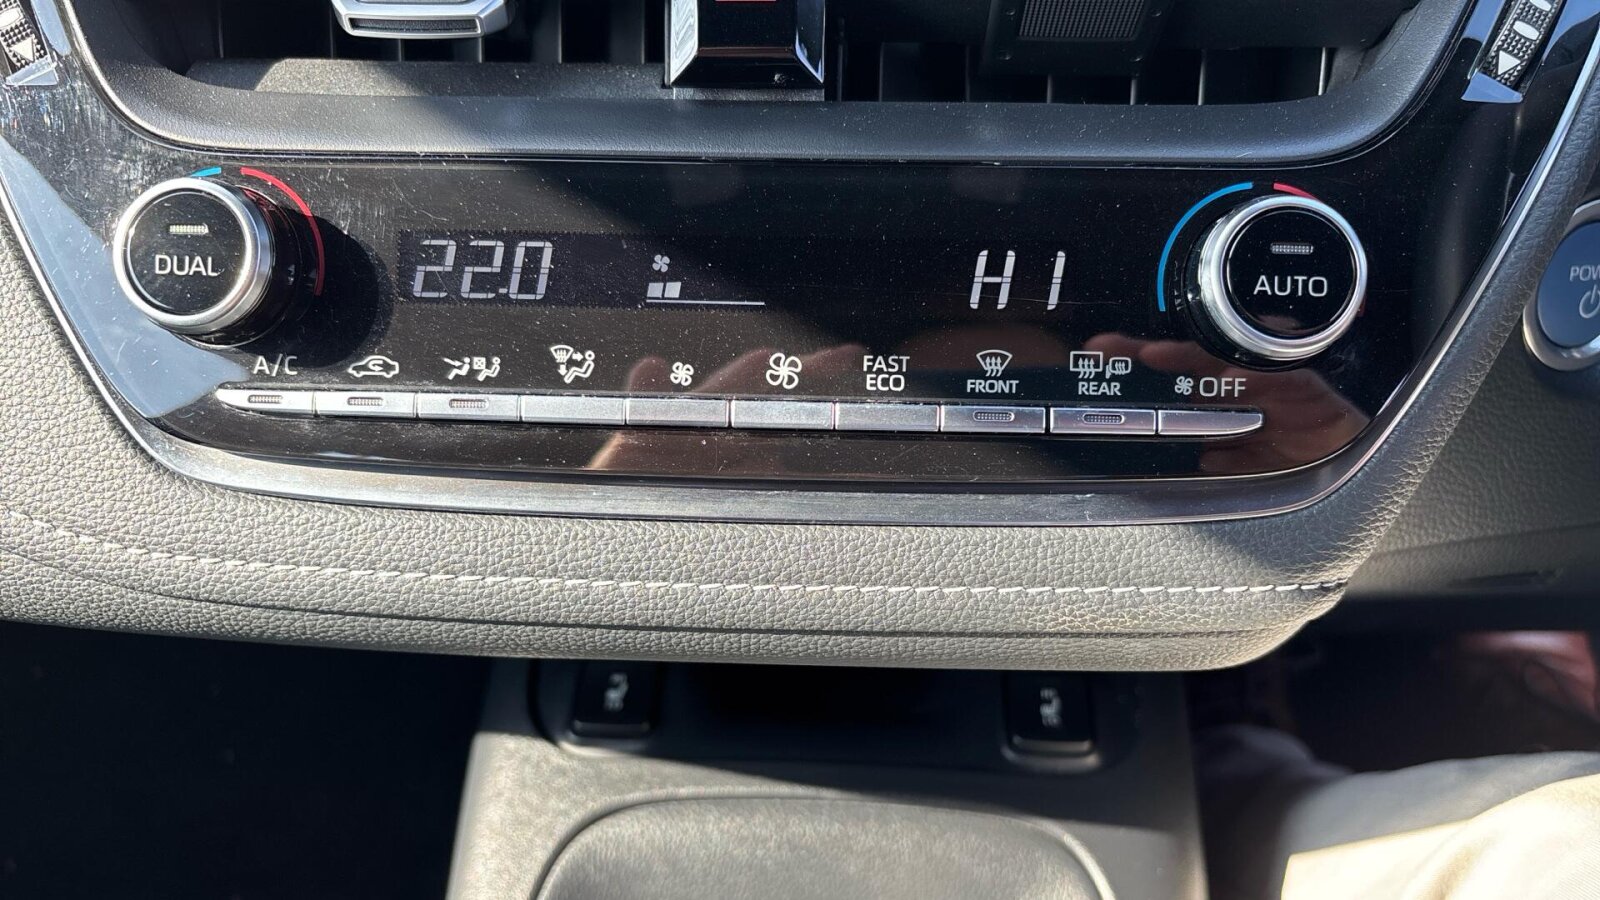 DUAL
22.0
HI
AUTO
A/C
FAST
ECO
FRONT
REAR
OFF